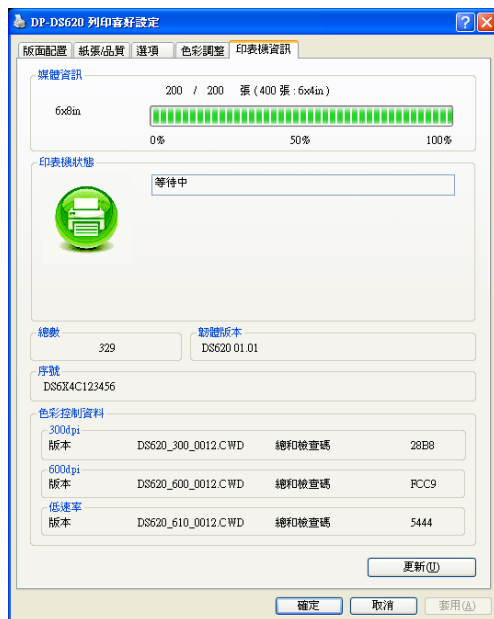 DP-DS620 列印喜好設定
版面配置 紙張/品質 選項 色彩調整 印表機資訊
媒體資訊
200 / 200 張 (400 張 : 6x4in)
6x8in
0% 50% 100%
印表機狀態
等待中
總數
329
韌體版本
DS620 01.01
序號
DS6X4C123456
色彩控制資料
300dpi
版本 DS620_300_0012.CWD 總和檢查碼 28B8
600dpi
版本 DS620_600_0012.CWD 總和檢查碼 FCC9
低速率
版本 DS620_610_0012.CWD 總和檢查碼 5444
更新(U)
確定 取消 套用(A)